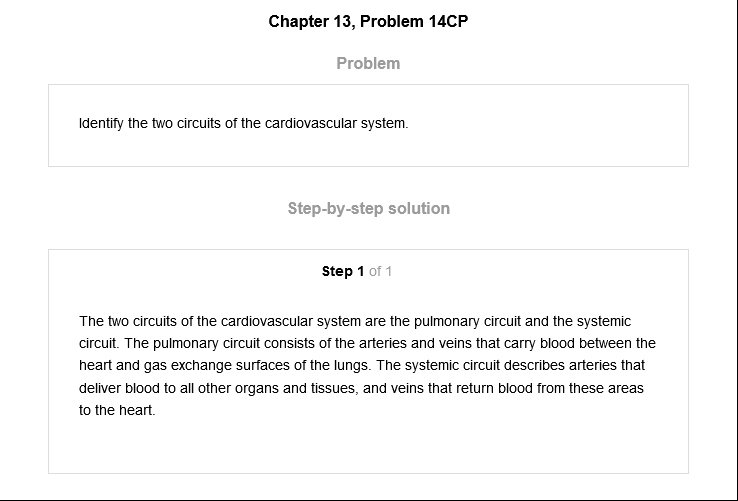 Chapter 13, Problem 14CP
Problem
Identify the two circuits of the cardiovascular system.
Step-by-step solution
Step 1 of 1
The two circuits of the cardiovascular system are the pulmonary circuit and the systemic
circuit. The pulmonary circuit consists of the arteries and veins that carry blood between the
heart and gas exchange surfaces of the lungs. The systemic circuit describes arteries that
deliver blood to all other organs and tissues, and veins that return blood from these areas
to the heart.